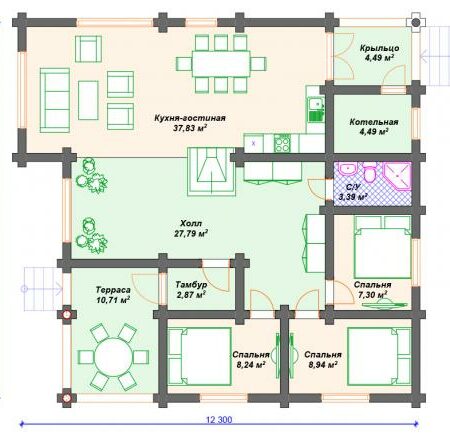 Крыльцо
4,49 м²
Кухня-гостиная
37,83 м²
Котельная
4,49 м²
X
С/У
3,39 м²
Холл
27,79 м²
Терраса
10,71 м²
Тамбур
2,87 м²
Спальня
7,30 м²
Спальня
8,24 м²
Спальня
8,94 м²
12 300